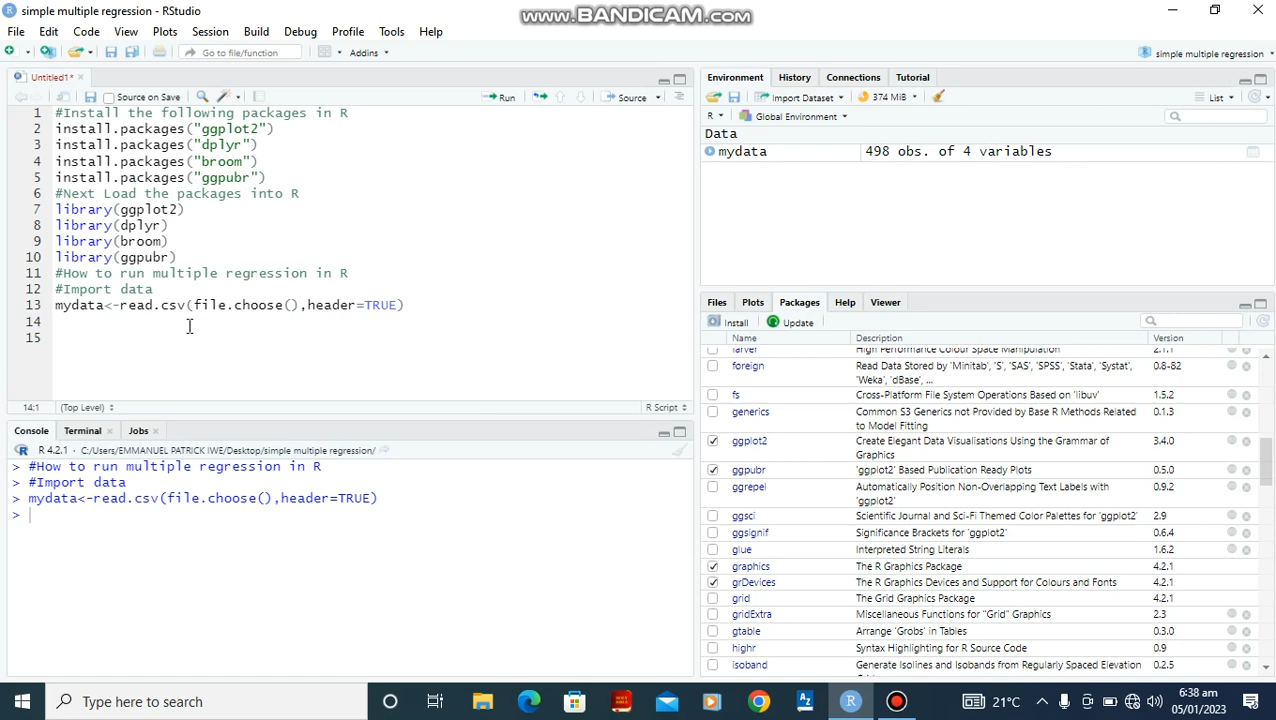 simple multiple regression - RStudio
www.BANDICAM.com
File Edit Code View Plots Session Build Debug Profile Tools Help
Go to file/function Addins simple multiple regression
Untitled1*
Source on Save Run Source
1 #Install the following packages in R
2 install.packages("ggplot2")
3 install.packages("dplyr")
4 install.packages("broom")
5 install.packages("ggpubr")
6 #Next Load the packages into R
7 library(ggplot2)
8 library(dplyr)
9 library(broom)
10 library(ggpubr)
11 #How to run multiple regression in R
12 #Import data
13 mydata<-read.csv(file.choose(),header=TRUE)
14
15
14:1 (Top Level) R Script
Console Terminal Jobs
R 4.2.1 · C:/Users/EMMANUEL PATRICK IWE/Desktop/simple multiple regression/
> #How to run multiple regression in R
> #Import data
> mydata<-read.csv(file.choose(),header=TRUE)
>
Environment History Connections Tutorial
Import Dataset 374 MiB List
R Global Environment
Data
mydata 498 obs. of 4 variables
Files Plots Packages Help Viewer
Install Update
Name Description Version
farver High Performance Colour Space Manipulation 2.1.1
foreign Read Data Stored by 'Minitab', 'S', 'SAS', 'SPSS', 'Stata', 'Systat', 0.8-82
'Weka', 'dBase', ...
fs Cross-Platform File System Operations Based on 'libuv' 1.5.2
generics Common S3 Generics not Provided by Base R Methods Related 0.1.3
to Model Fitting
ggplot2 Create Elegant Data Visualisations Using the Grammar of 3.4.0
Graphics
ggpubr 'ggplot2' Based Publication Ready Plots 0.5.0
ggrepel Automatically Position Non-Overlapping Text Labels with 0.9.2
'ggplot2'
ggsci Scientific Journal and Sci-Fi Themed Color Palettes for 'ggplot2' 2.9
ggsignif Significance Brackets for 'ggplot2' 0.6.4
glue Interpreted String Literals 1.6.2
graphics The R Graphics Package 4.2.1
grDevices The R Graphics Devices and Support for Colours and Fonts 4.2.1
grid The Grid Graphics Package 4.2.1
gridExtra Miscellaneous Functions for "Grid" Graphics 2.3
gtable Arrange 'Grobs' in Tables 0.3.0
highr Syntax Highlighting for R Source Code 0.9
isoband Generate Isolines and Isobands from Regularly Spaced Elevation 0.2.5
Type here to search
21°C
6:38 am
05/01/2023